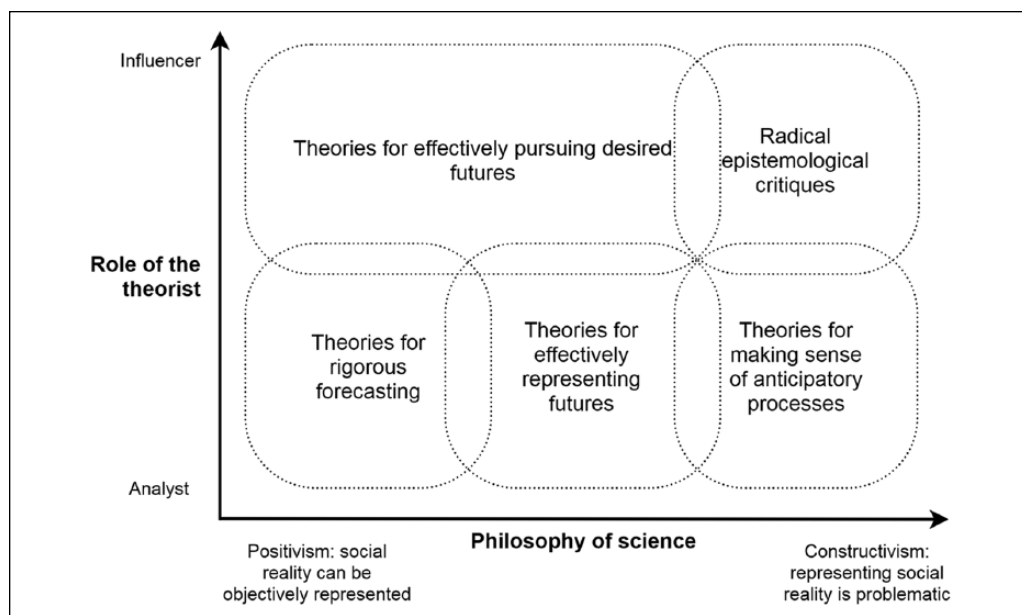 Influencer
Theories for effectively pursuing desired
futures
Radical
epistemological
critiques
Role of the
theorist
Theories for
rigorous
forecasting
Theories for
effectively
representing
futures
Theories for
making sense
of anticipatory
processes
Analyst
Philosophy of science
Positivism: social
reality can be
objectively represented
Constructivism:
representing social
reality is problematic